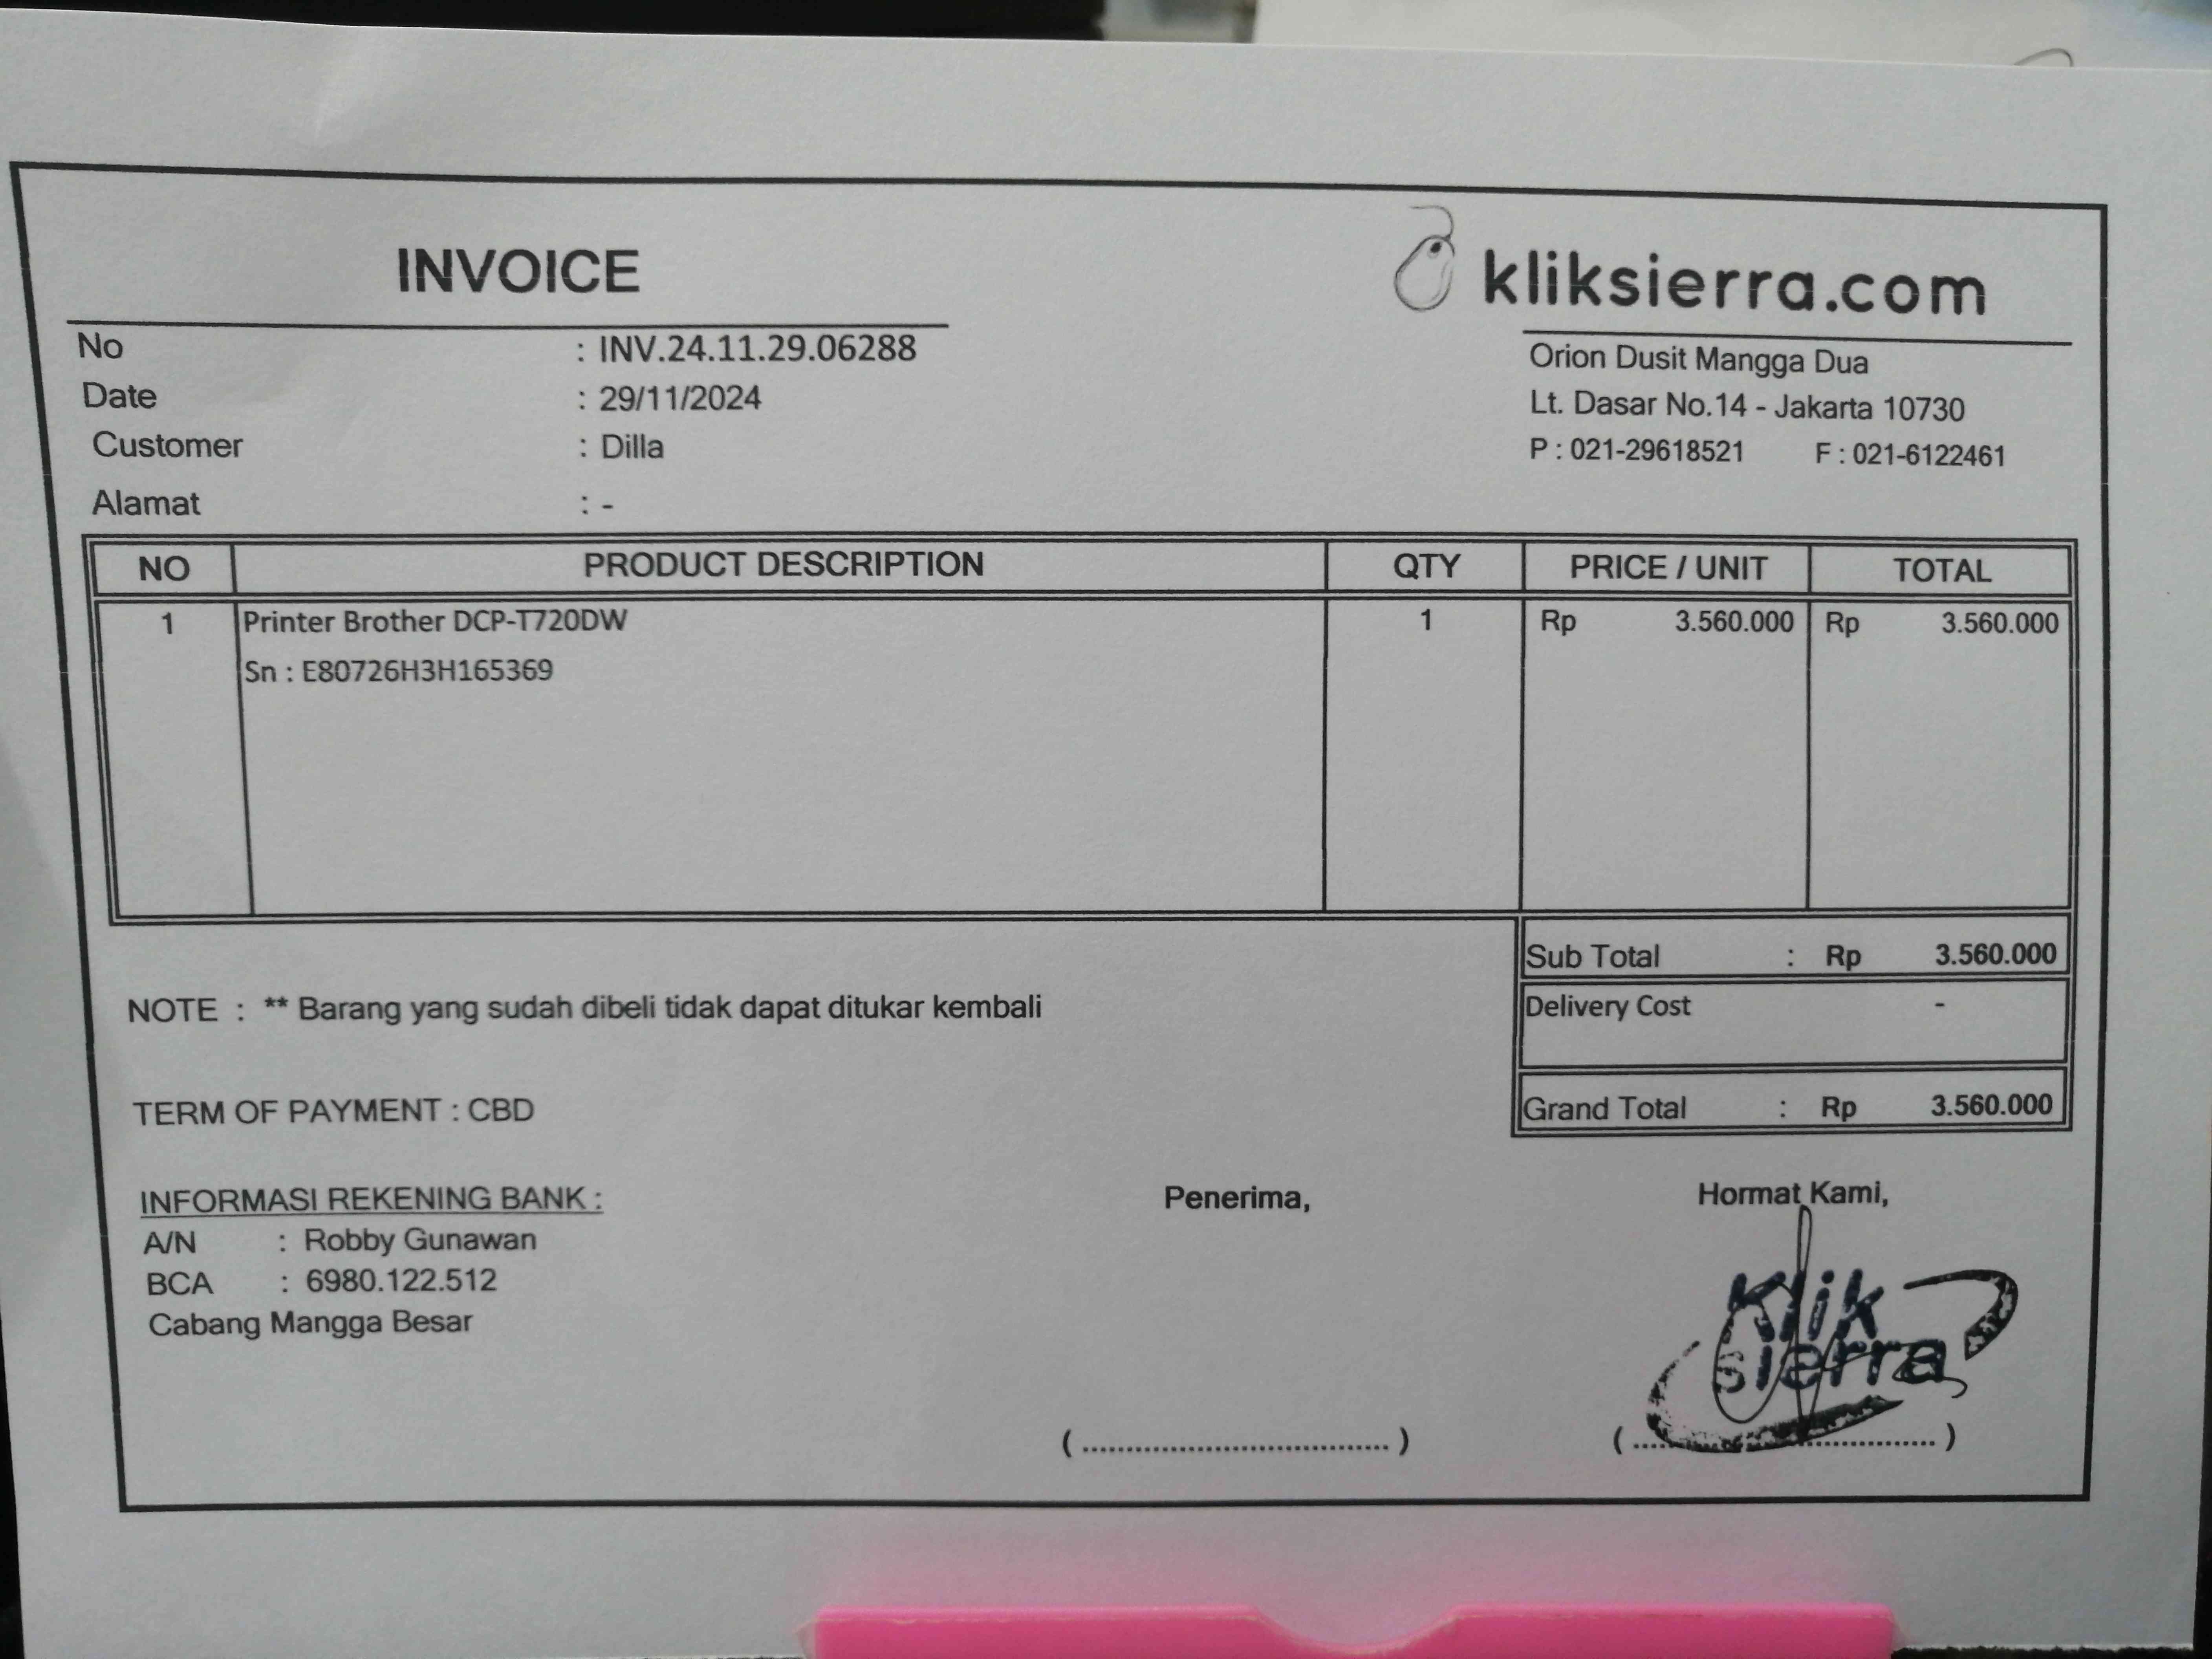 INVOICE
kliksierra.com
No : INV.24.11.29.06288
Date : 29/11/2024
Customer : Dilla
Alamat : -
Orion Dusit Mangga Dua
Lt. Dasar No.14 - Jakarta 10730
P : 021-29618521 F : 021-6122461
NO PRODUCT DESCRIPTION QTY PRICE / UNIT TOTAL
1 Printer Brother DCP-T720DW 1 Rp 3.560.000 Rp 3.560.000
Sn : E80726H3H165369
Sub Total : Rp 3.560.000
NOTE : ** Barang yang sudah dibeli tidak dapat ditukar kembali
Delivery Cost -
TERM OF PAYMENT : CBD
Grand Total : Rp 3.560.000
INFORMASI REKENING BANK :
A/N : Robby Gunawan
BCA : 6980.122.512
Cabang Mangga Besar
Penerima,
Hormat Kami,
Klik
sierra
( .................................. )
( .................................. )